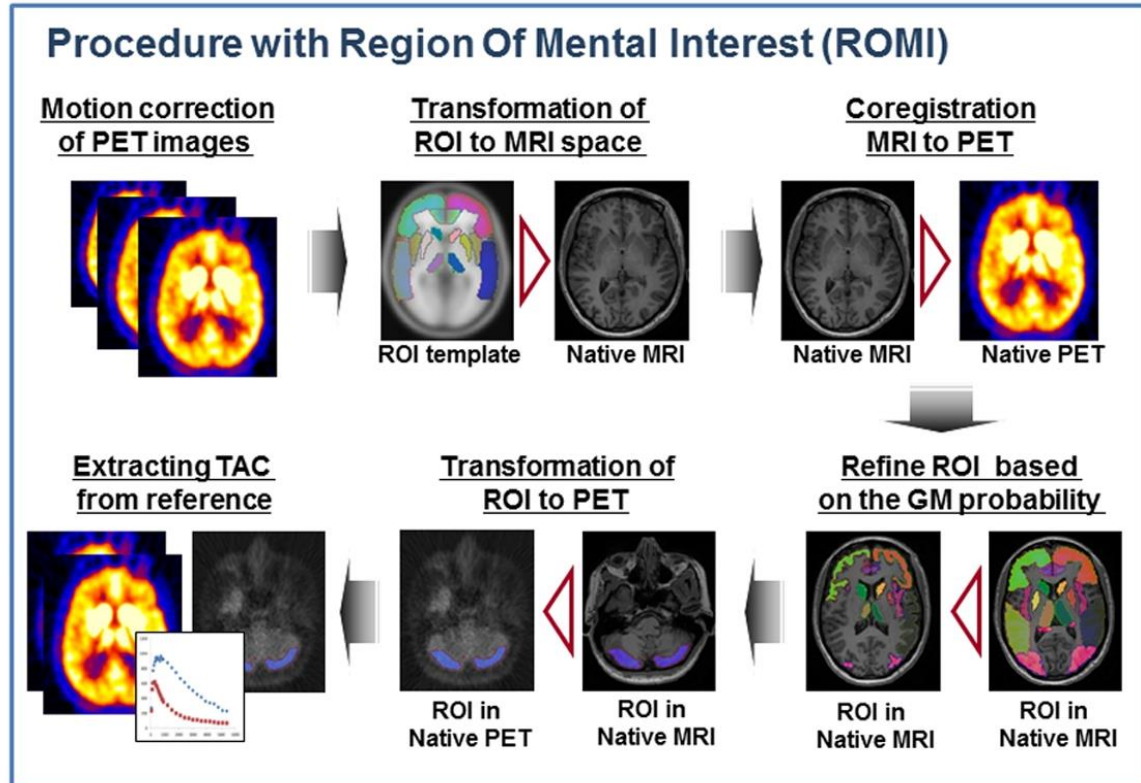 Procedure with Region Of Mental Interest (ROMI)
Motion correction
of PET images
Transformation of
ROI to MRI space
Coregistration
MRI to PET
ROI template
Native MRI
Native MRI
Native PET
Extracting TAC
from reference
Transformation of
ROI to PET
Refine ROI based
on the GM probability
ROI in
Native PET
ROI in
Native MRI
ROI in
Native MRI
ROI in
Native MRI